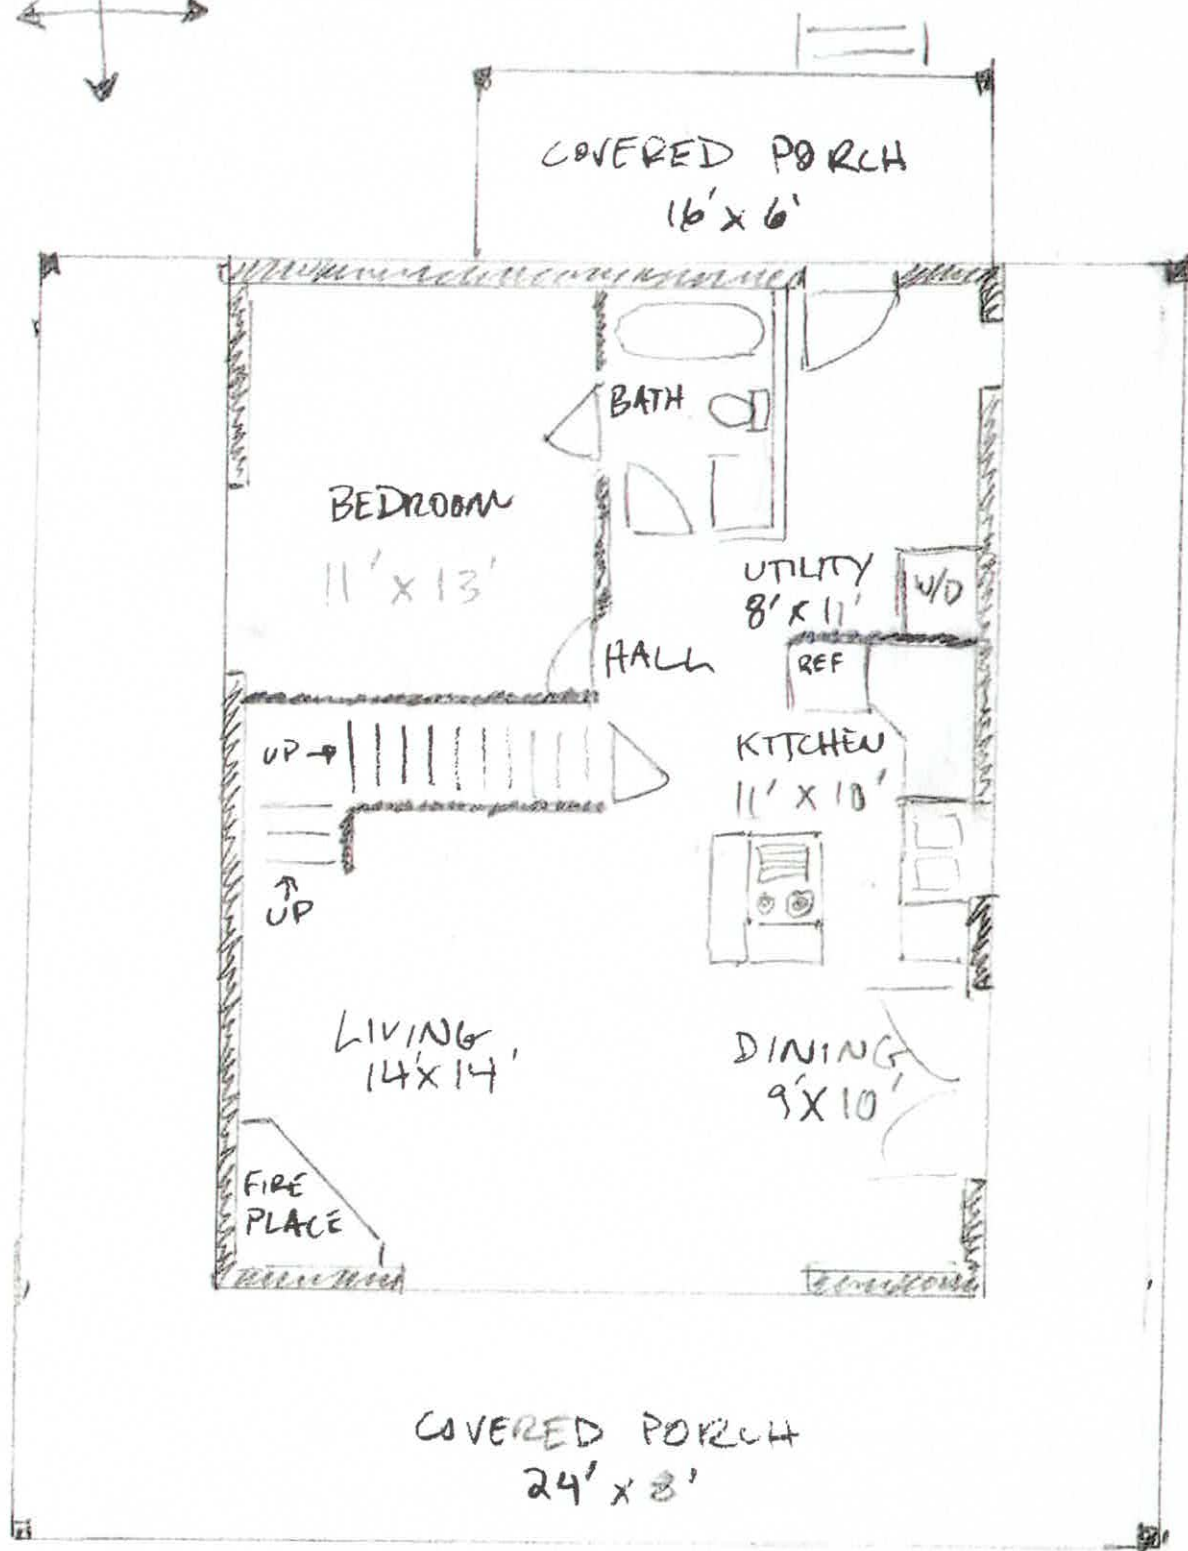 COVERED PORCH
16' x 6'
BATH
BEDROOM
11' x 13'
UTILITY
8' x 11'
W/D
HALL
REF
UP →
KITCHEN
11' x 10'
↑
UP
LIVING
14' x 14'
DINING
9' x 10'
FIRE
PLACE
COVERED PORCH
24' x 8'